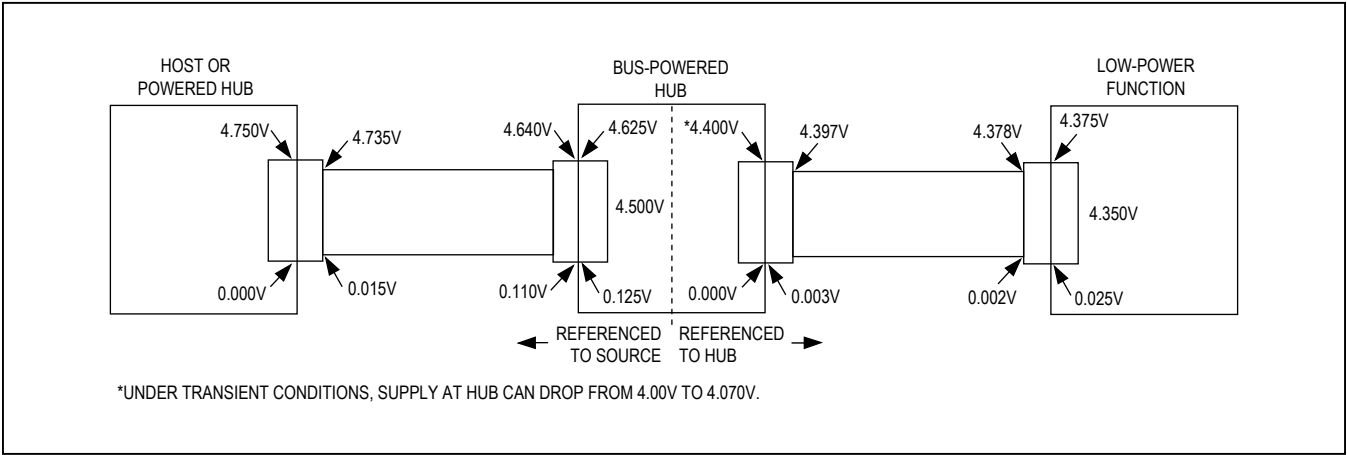 HOST OR
POWERED HUB
BUS-POWERED
HUB
LOW-POWER
FUNCTION
4.750V
4.735V
4.640V
4.625V
*4.400V
4.397V
4.378V
4.375V
4.500V
4.350V
0.000V
0.015V
0.110V
0.125V
0.000V
0.003V
0.002V
0.025V
REFERENCED
TO SOURCE
REFERENCED
TO HUB
*UNDER TRANSIENT CONDITIONS, SUPPLY AT HUB CAN DROP FROM 4.00V TO 4.070V.